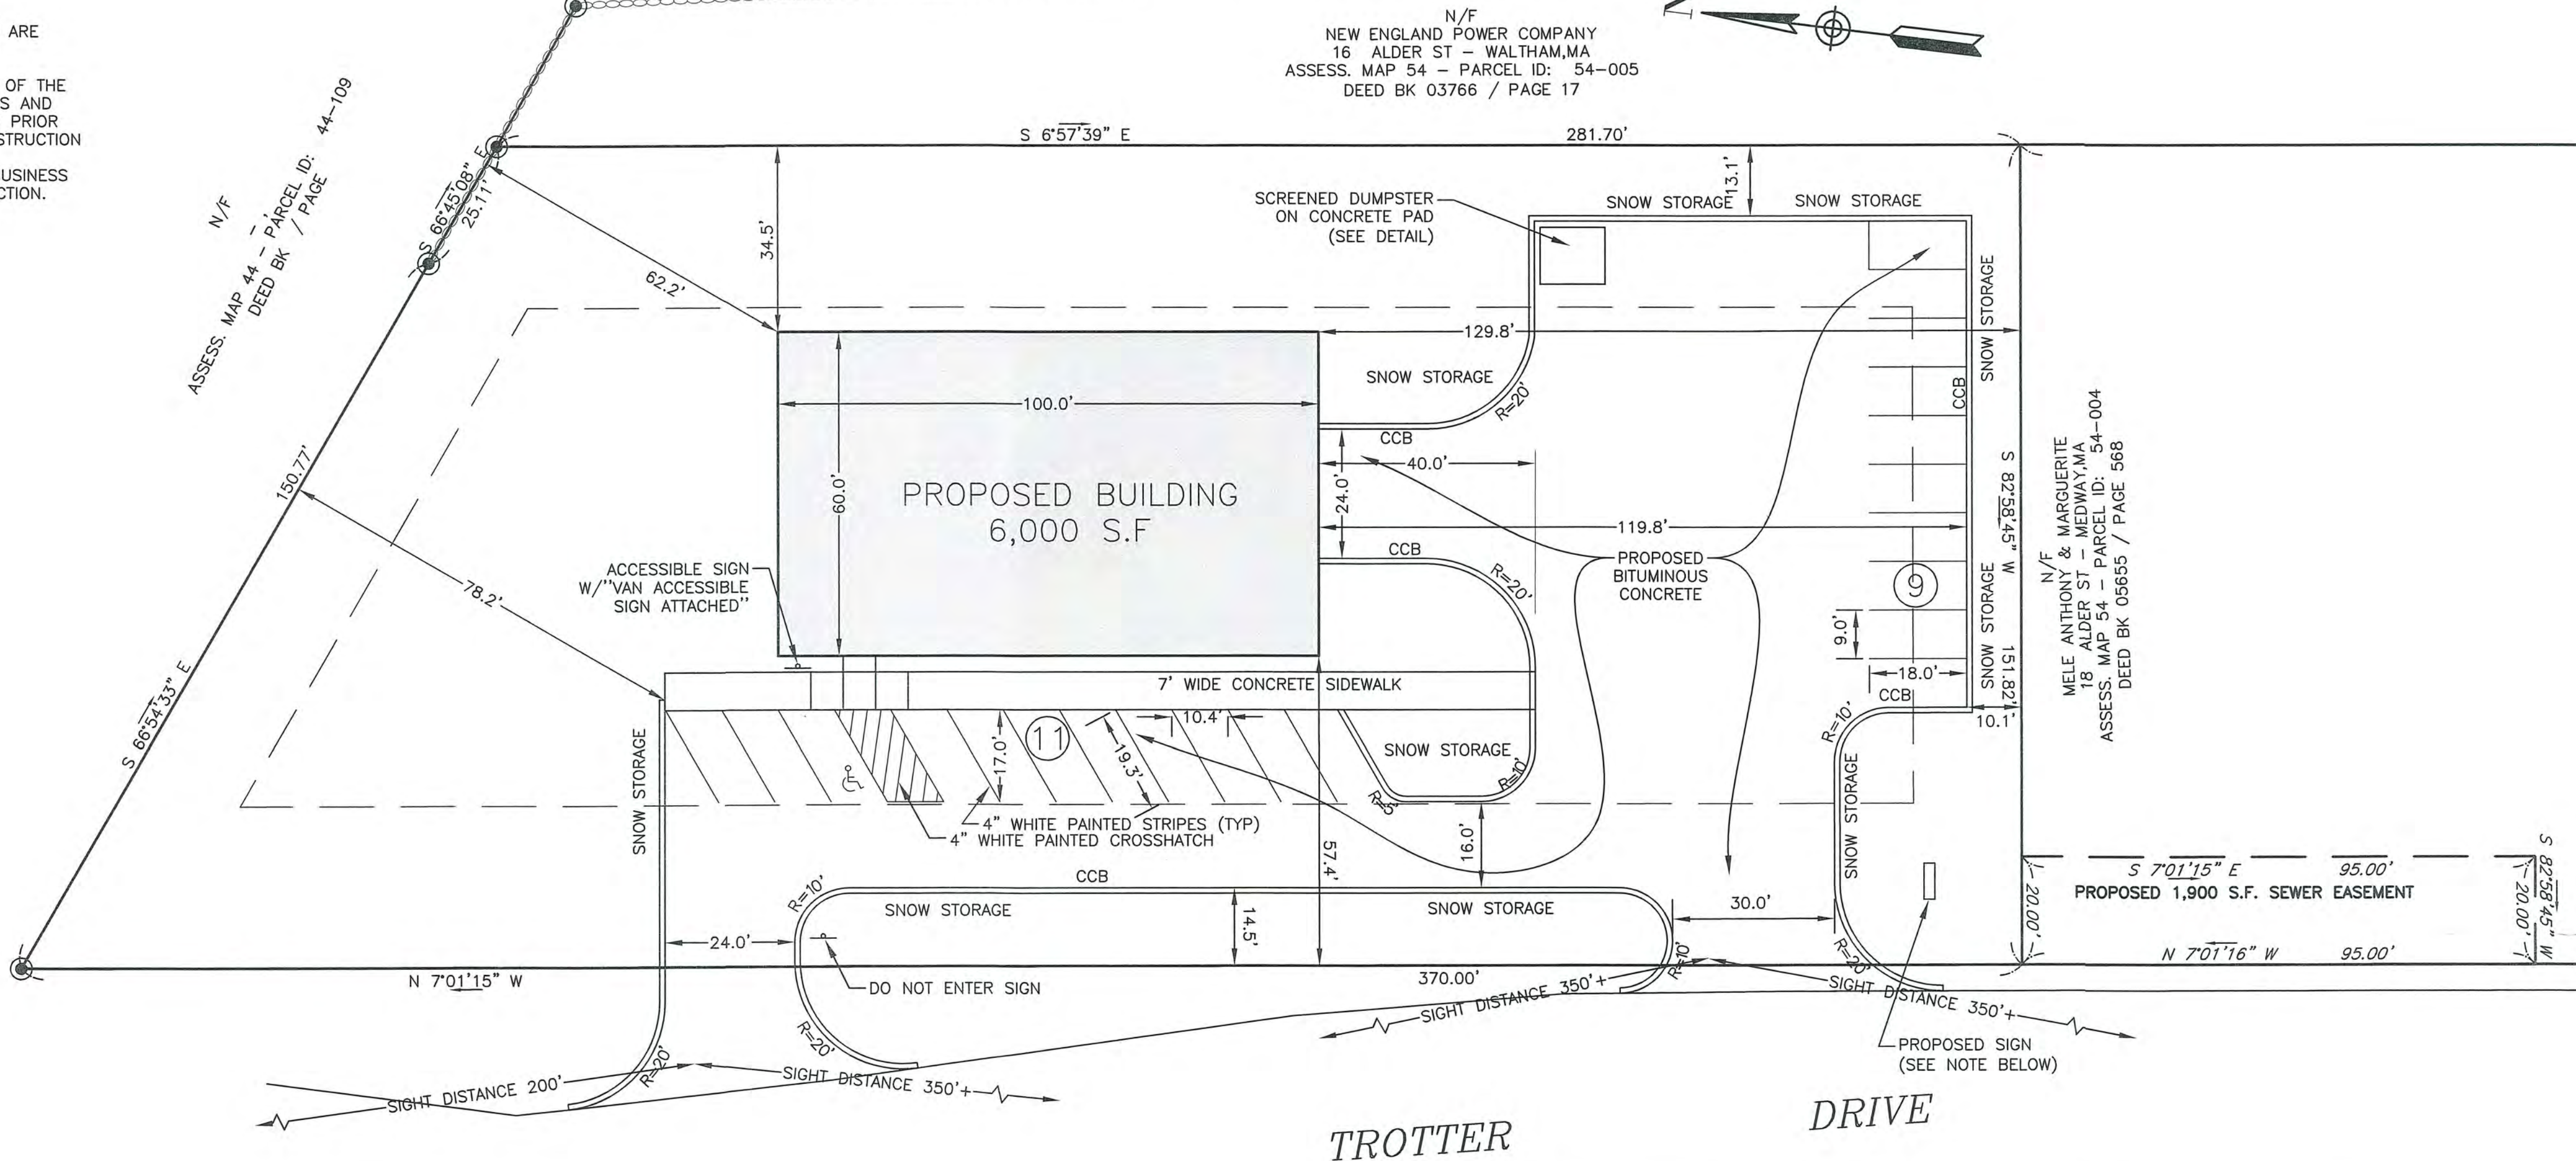 ARE
OF THE
S AND
PRIOR
STRUCTION
USINESS
CTION.
N/F
ASSESS. MAP 44 - PARCEL ID: 44-109
DEED BK / PAGE
N/F
NEW ENGLAND POWER COMPANY
16 ALDER ST - WALTHAM,MA
ASSESS. MAP 54 - PARCEL ID: 54-005
DEED BK 03766 / PAGE 17
S 6°57'39" E
281.70'
S 66°45'08" E
25.11'
34.5'
62.2'
13.1'
SCREENED DUMPSTER
ON CONCRETE PAD
(SEE DETAIL)
SNOW STORAGE
SNOW STORAGE
SNOW STORAGE
129.8'
SNOW STORAGE
R=20'
CCB
CCB
100.0'
60.0'
PROPOSED BUILDING
6,000 S.F
40.0'
24.0'
119.8'
CCB
R=20'
PROPOSED
BITUMINOUS
CONCRETE
9
9.0'
18.0'
CCB
SNOW STORAGE
S 82°58'45" W
151.82'
10.1'
N/F
MELE ANTHONY & MARGUERITE
18 ALDER ST - MEDWAY,MA
ASSESS. MAP 54 - PARCEL ID: 54-004
DEED BK 05655 / PAGE 568
150.77'
S 66°54'33" E
78.2'
ACCESSIBLE SIGN
W/"VAN ACCESSIBLE
SIGN ATTACHED"
7' WIDE CONCRETE SIDEWALK
SNOW STORAGE
11
17.0'
19.3'
10.4'
SNOW STORAGE
R=10'
R=5'
R=10'
SNOW STORAGE
4" WHITE PAINTED STRIPES (TYP)
4" WHITE PAINTED CROSSHATCH
57.4'
16.0'
R=10'
CCB
SNOW STORAGE
SNOW STORAGE
14.5'
24.0'
30.0'
R=10'
R=20'
DO NOT ENTER SIGN
N 7°01'15" W
370.00'
S 7°01'15" E
95.00'
PROPOSED 1,900 S.F. SEWER EASEMENT
20.00'
20.00'
S 82°58'45" W
N 7°01'16" W
95.00'
SIGHT DISTANCE 350'+
SIGHT DISTANCE 350'+
R=20'
R=20'
SIGHT DISTANCE 200'
SIGHT DISTANCE 350'+
PROPOSED SIGN
(SEE NOTE BELOW)
TROTTER DRIVE